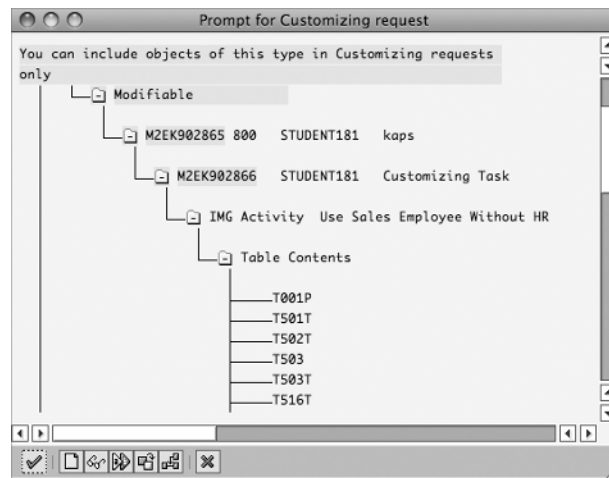 Prompt for Customizing request
You can include objects of this type in Customizing requests
only
Modifiable
M2EK902865 800 STUDENT181 kaps
M2EK902866 STUDENT181 Customizing Task
IMG Activity Use Sales Employee Without HR
Table Contents
T001P
T501T
T502T
T503
T503T
T516T